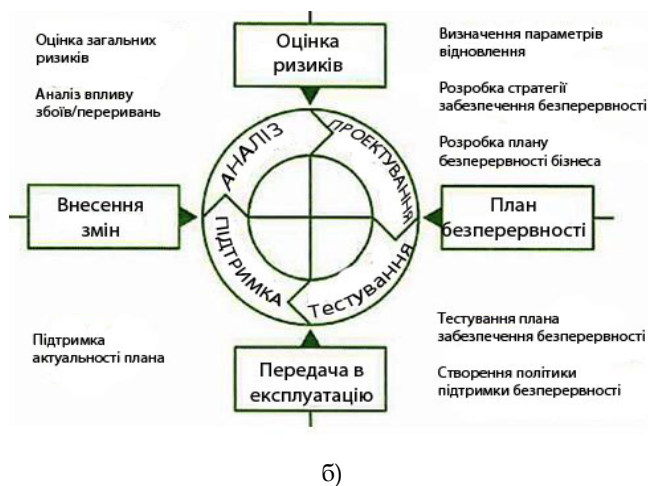 Оцінка загальних
ризиків
Аналіз впливу
збоїв/переривань
Оцінка
ризиків
Визначення параметрів
відновлення
Розробка стратегії
забезпечення безперервності
Розробка плану
безперервності бізнеса
АНАЛІЗ
ПРОЕКТУВАННЯ
Внесення
змін
План
безперервності
ПІДТРИМКА
Тестування
Підтримка
актуальності плана
Передача в
експлуатацію
Тестування плана
забезпечення безперервності
Створення політики
підтримки безперервності
б)